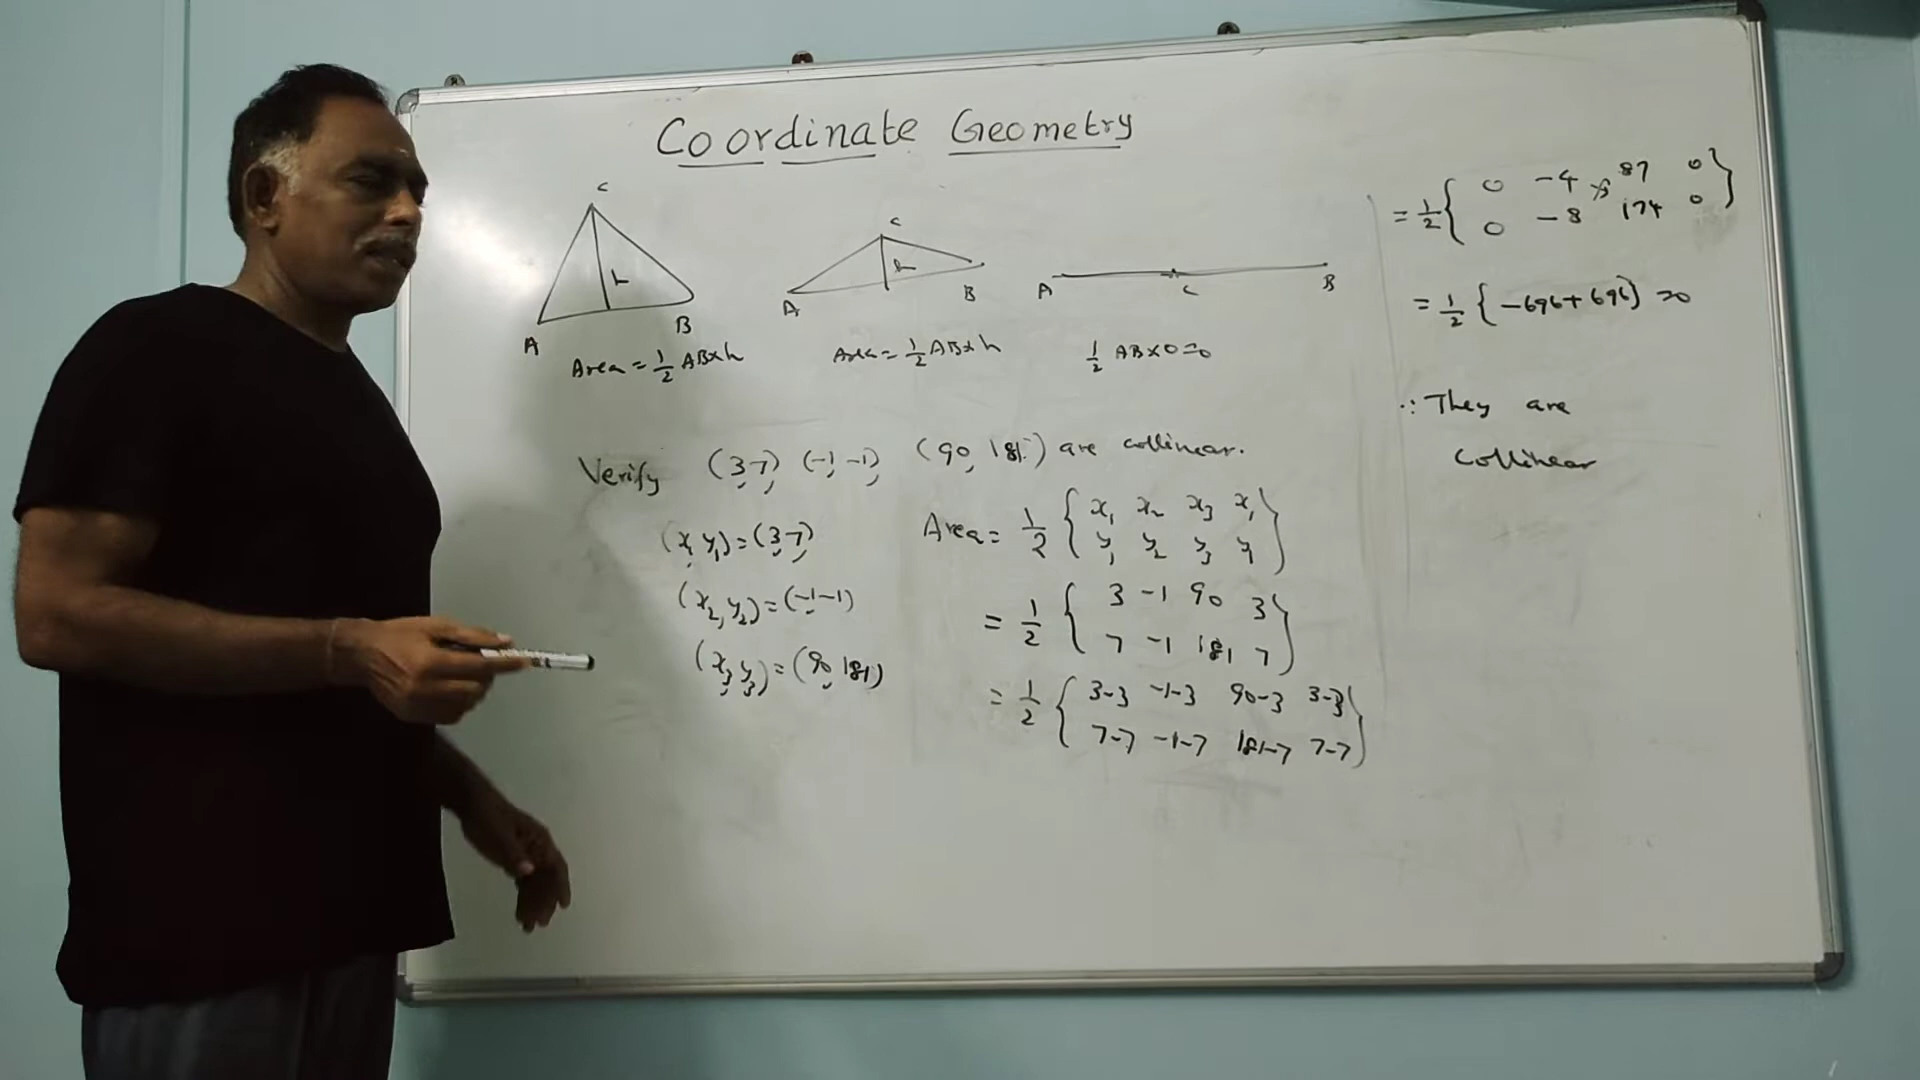 Coordinate Geometry
C
h
A
B
Area = 1/2 AB×h
C
h
A
B
Area = 1/2 AB×h
A
C
B
1/2 AB×0=0
Verify (3,7) (-1,-1) (90,181) are collinear.
(x₁,y₁)=(3,7)
(x₂,y₂)=(-1,-1)
(x₃,y₃)=(90,181)
Area = 1/2 { x₁ x₂ x₃ x₁
y₁ y₂ y₃ y₁ }
= 1/2 { 3 -1 90 3
7 -1 181 7 }
= 1/2 { 3-3 -1-3 90-3 3-3
7-7 -1-7 181-7 7-7 }
= 1/2 { 0 -4 87 0
0 -8 174 0 }
= 1/2 { -696+696 } =0
∴ They are
collinear